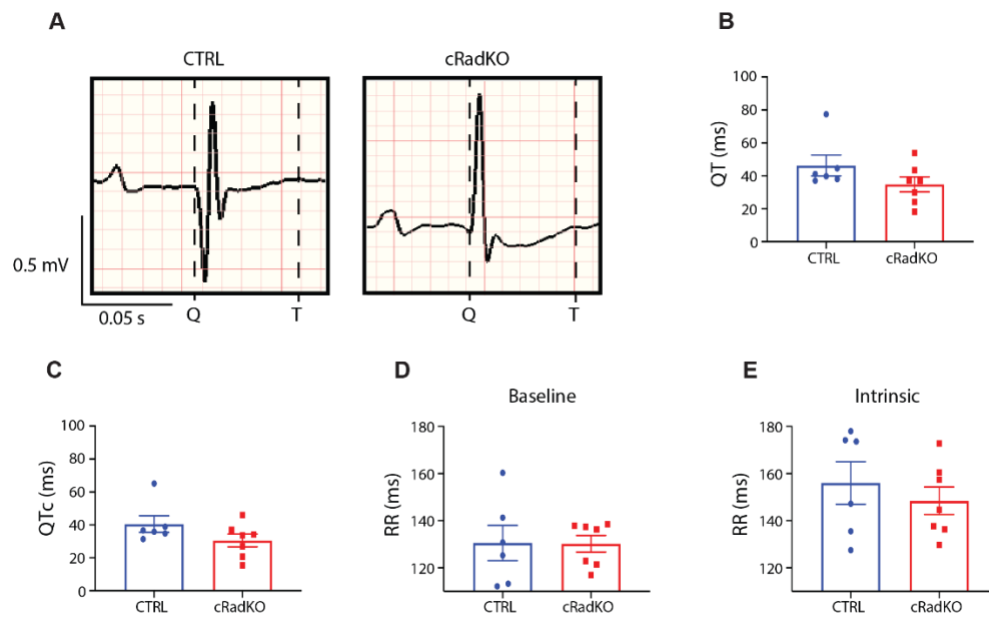 A
CTRL
cRadKO
0.5 mV
0.05 s
Q
T
Q
T
B
QT (ms)
100
80
60
40
20
0
CTRL
cRadKO
C
QTc (ms)
100
80
60
40
20
0
CTRL
cRadKO
D
Baseline
RR (ms)
180
160
140
120
CTRL
cRadKO
E
Intrinsic
RR (ms)
180
160
140
120
CTRL
cRadKO